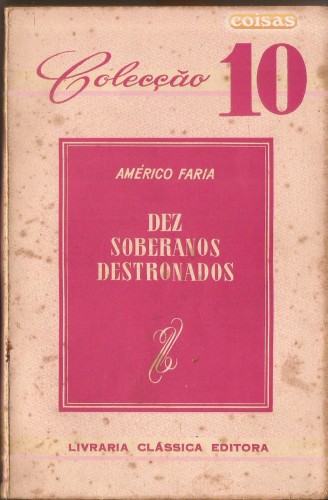 coisas
Colecção 10
AMÉRICO FARIA
DEZ
SOBERANOS
DESTRONADOS
LIVRARIA CLÁSSICA EDITORA